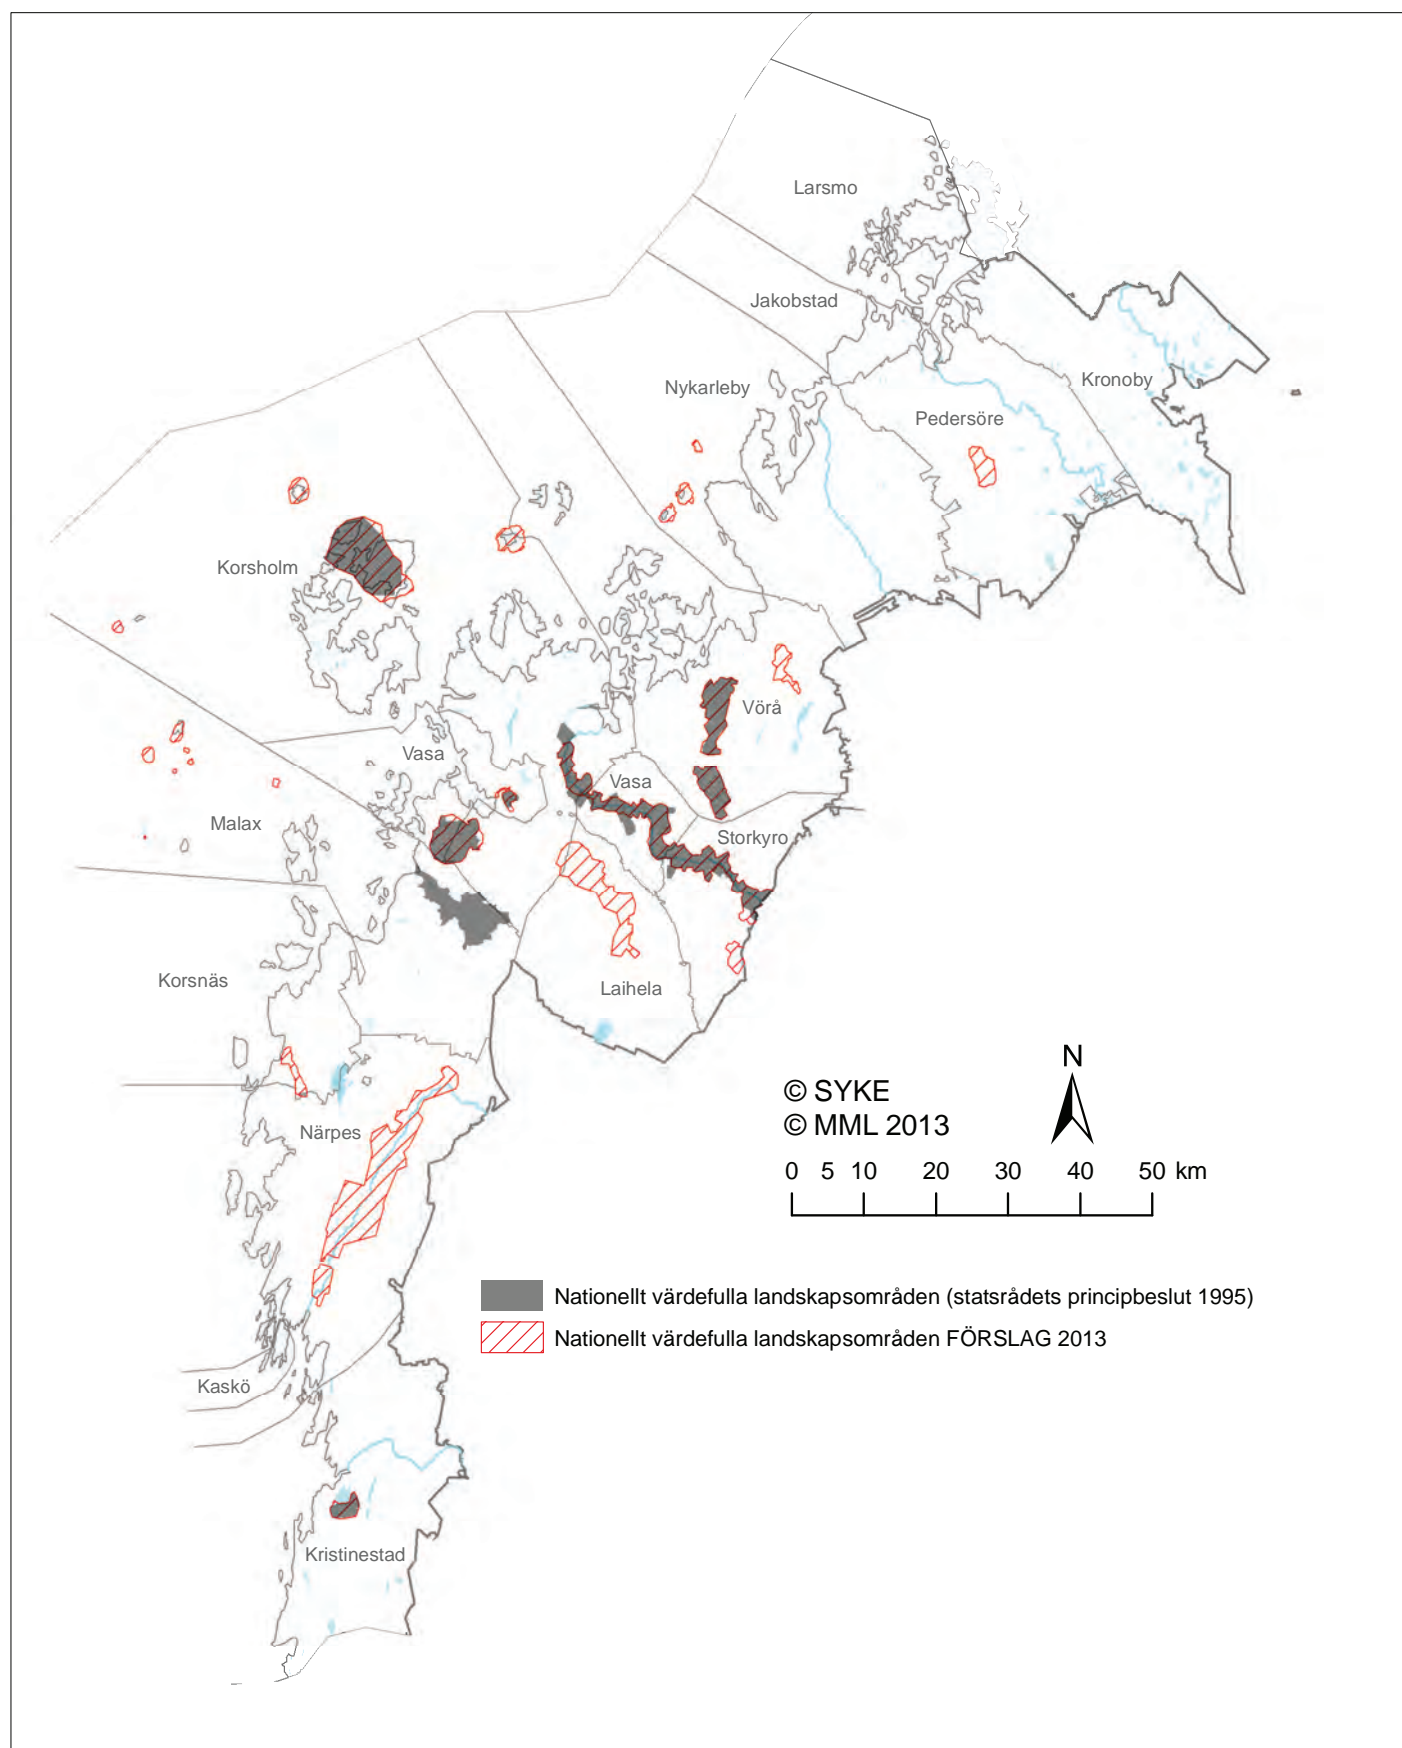 Larsmo
Jakobstad
Nykarleby
Kronoby
Pedersöre
Korsholm
Vörå
Vasa
Vasa
Malax
Storkyro
Korsnäs
Laihela
Närpes
N
© SYKE
© MML 2013
0 5 10 20 30 40 50 km
Nationellt värdefulla landskapsområden (statsrådets principbeslut 1995)
Nationellt värdefulla landskapsområden FÖRSLAG 2013
Kaskö
Kristinestad